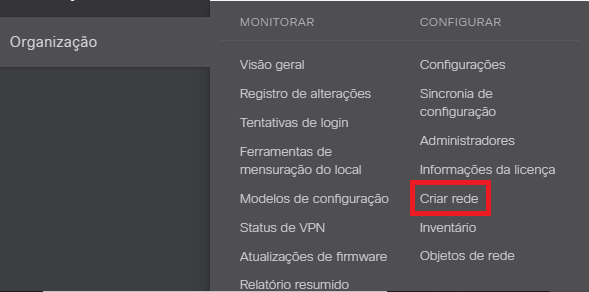 Organização
MONITORAR
Visão geral
Registro de alterações
Tentativas de login
Ferramentas de
mensuração do local
Modelos de configuração
Status de VPN
Atualizações de firmware
Relatório resumido
CONFIGURAR
Configurações
Sincronia de
configuração
Administradores
Informações da licença
Criar rede
Inventário
Objetos de rede